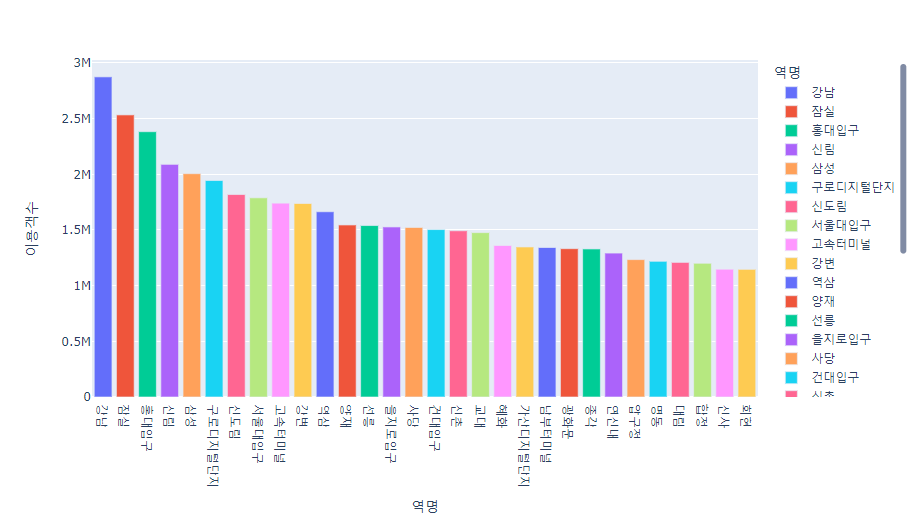 3M
2.5M
2M
1.5M
1M
0.5M
0
이용객수
강남
잠실
홍대입구
신림
삼성
구로디지털단지
신도림
서울대입구
고속터미널
강변
역삼
양재
선릉
을지로입구
사당
건대입구
신촌
교대
혜화
가산디지털단지
남부터미널
광화문
종각
연신내
압구정
명동
대림
합정
신사
회현
역명
역명
강남
잠실
홍대입구
신림
삼성
구로디지털단지
신도림
서울대입구
고속터미널
강변
역삼
양재
선릉
을지로입구
사당
건대입구
신촌